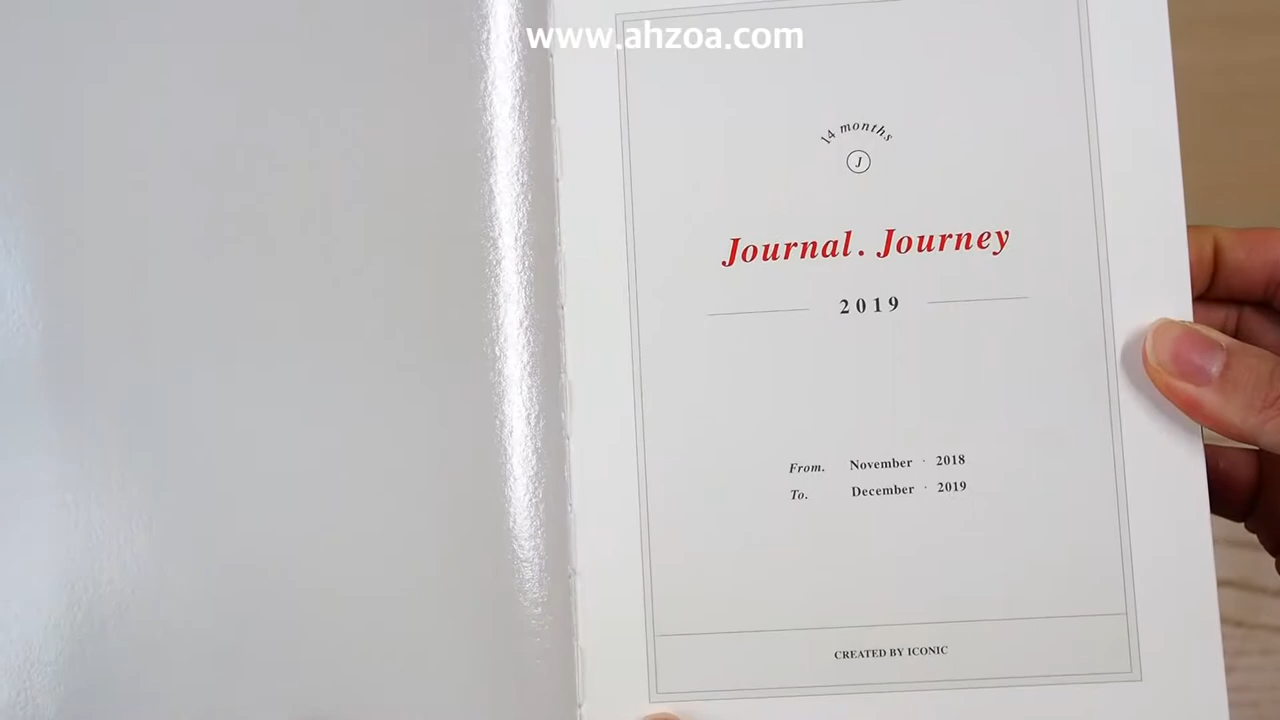 www.ahzoa.com
14 months
J
Journal. Journey
2019
From. November · 2018
To. December · 2019
CREATED BY ICONIC